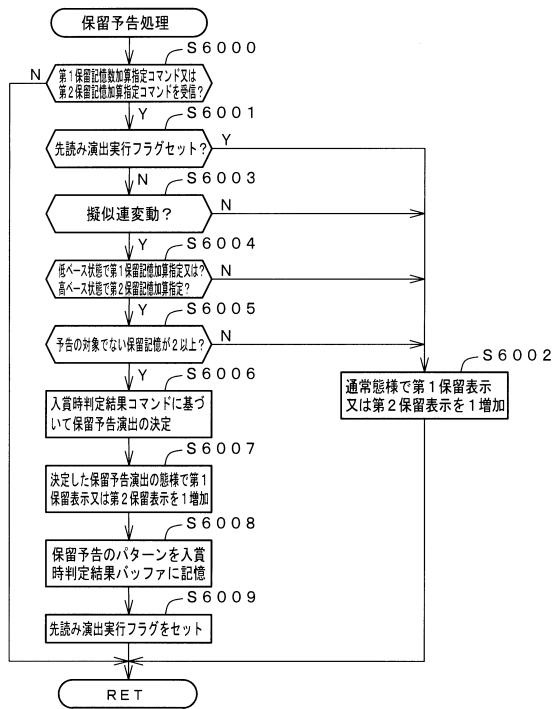 保留予告処理
S6000
N
第1保留記憶数加算指定コマンド又は
第2保留記憶加算指定コマンドを受信?
Y
S6001
先読み演出実行フラグセット?
Y
N
S6003
擬似連変動?
N
Y
S6004
低ベース状態で第1保留記憶加算指定又は?
高ベース状態で第2保留記憶加算指定?
N
Y
S6005
予告の対象でない保留記憶が2以上?
N
Y
S6002
通常態様で第1保留表示
又は第2保留表示を1増加
S6006
入賞時判定結果コマンドに基づ
いて保留予告演出の決定
S6007
決定した保留予告演出の態様で第1
保留表示又は第2保留表示を1増加
S6008
保留予告のパターンを入賞
時判定結果バッファに記憶
S6009
先読み演出実行フラグをセット
RET